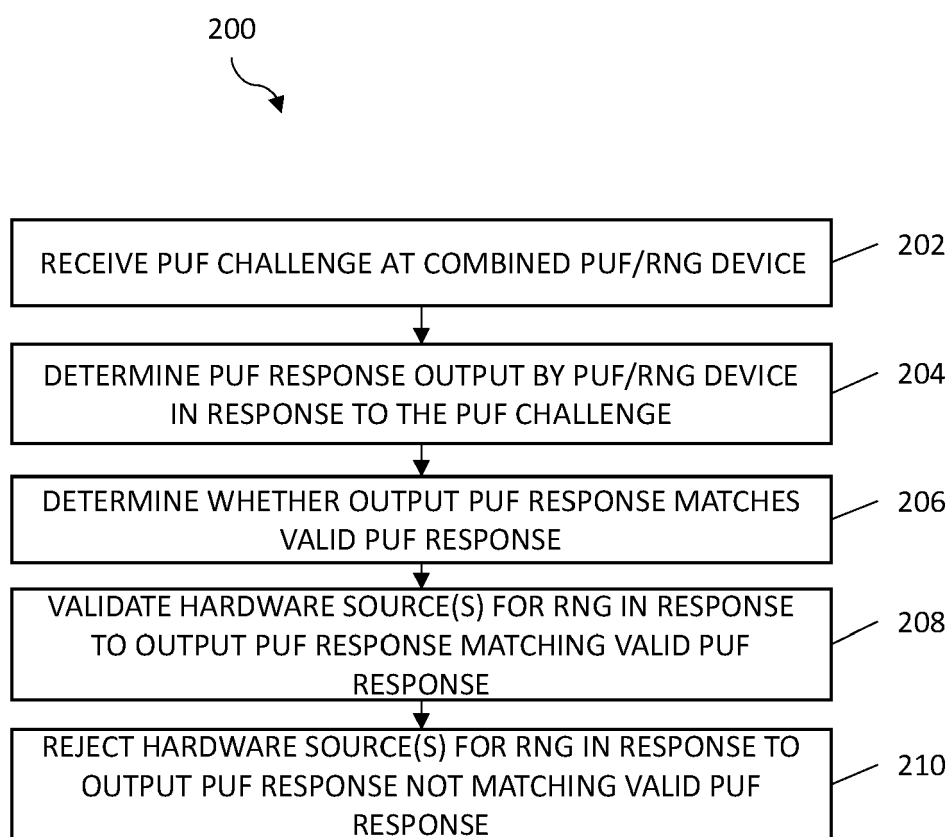 200
RECEIVE PUF CHALLENGE AT COMBINED PUF/RNG DEVICE
202
DETERMINE PUF RESPONSE OUTPUT BY PUF/RNG DEVICE
IN RESPONSE TO THE PUF CHALLENGE
204
DETERMINE WHETHER OUTPUT PUF RESPONSE MATCHES
VALID PUF RESPONSE
206
VALIDATE HARDWARE SOURCE(S) FOR RNG IN RESPONSE
TO OUTPUT PUF RESPONSE MATCHING VALID PUF
RESPONSE
208
REJECT HARDWARE SOURCE(S) FOR RNG IN RESPONSE TO
OUTPUT PUF RESPONSE NOT MATCHING VALID PUF
RESPONSE
210